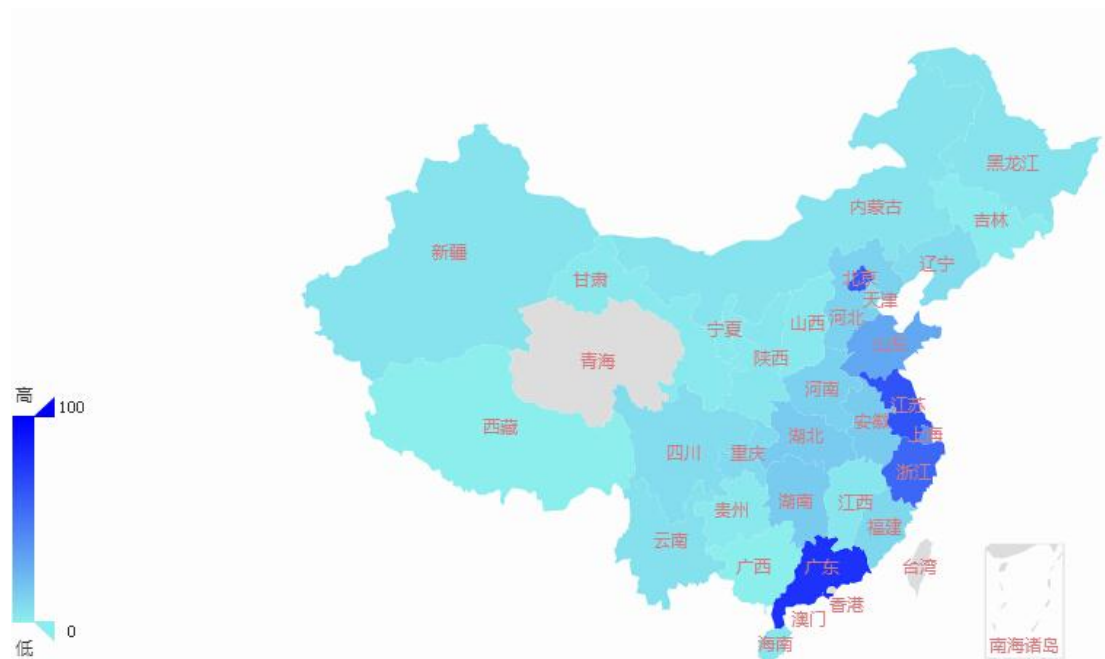 黑龙江
内蒙古
吉林
新疆
辽宁
北京
甘肃
天津
河北
山西
宁夏
山东
陕西
青海
河南
高
100
江苏
安徽
西藏
上海
湖北
四川
重庆
浙江
湖南
江西
贵州
福建
云南
广西
广东
台湾
香港
澳门
0
海南
南海诸岛
低